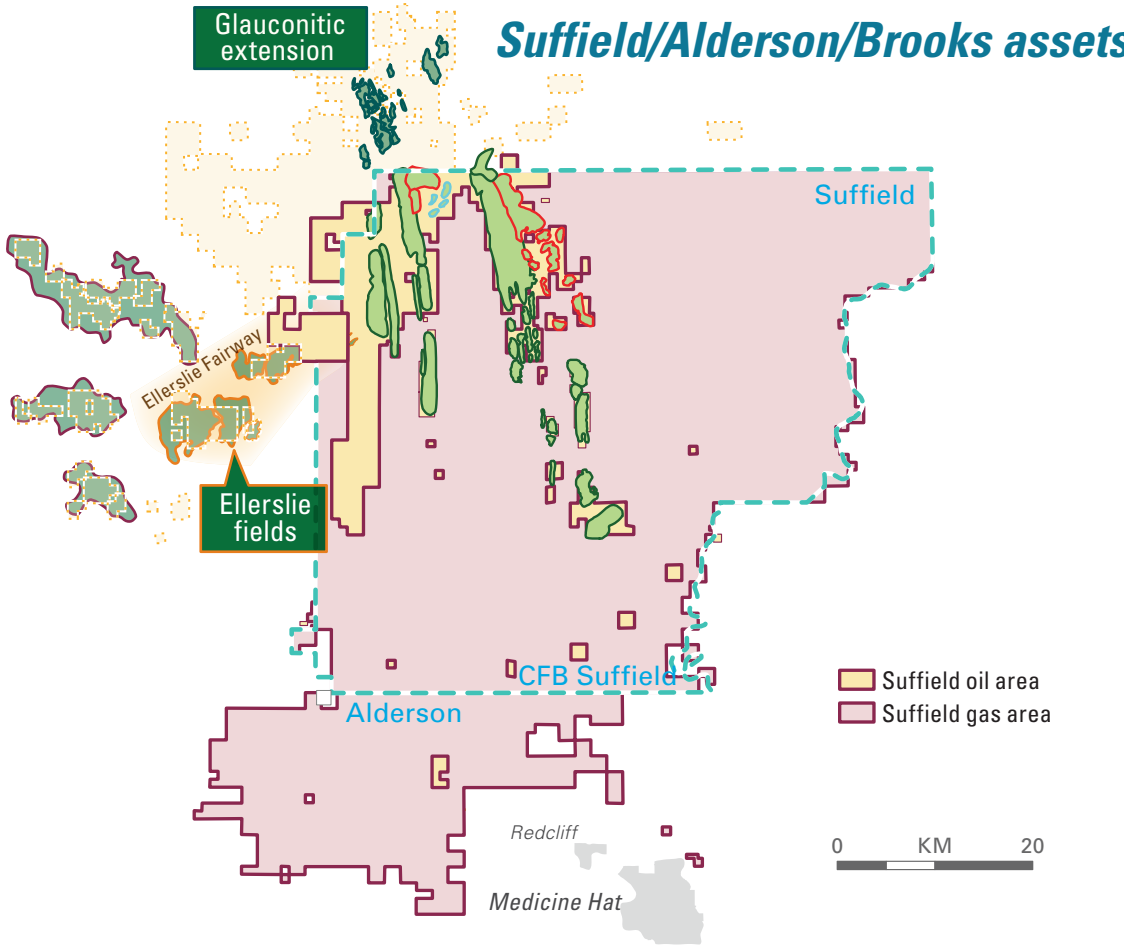 Glauconitic
extension
Suffield/Alderson/Brooks assets
Suffield
Ellerslie Fairway
Ellerslie
fields
CFB Suffield
Alderson
Suffield oil area
Suffield gas area
Redcliff
Medicine Hat
0 KM 20